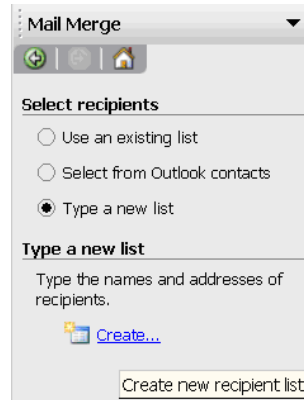 Mail Merge
Select recipients
Use an existing list
Select from Outlook contacts
Type a new list
Type a new list
Type the names and addresses of
recipients.
Create...
Create new recipient list